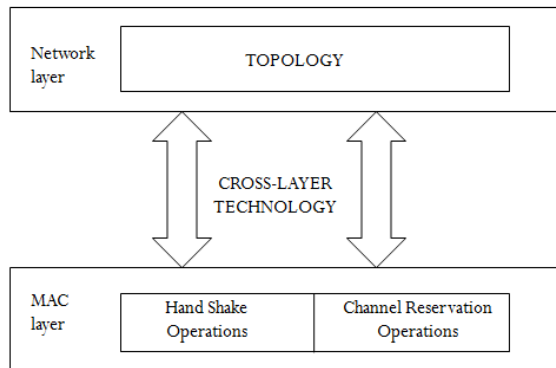 Network
layer
TOPOLOGY
CROSS-LAYER
TECHNOLOGY
MAC
layer
Hand Shake
Operations
Channel Reservation
Operations